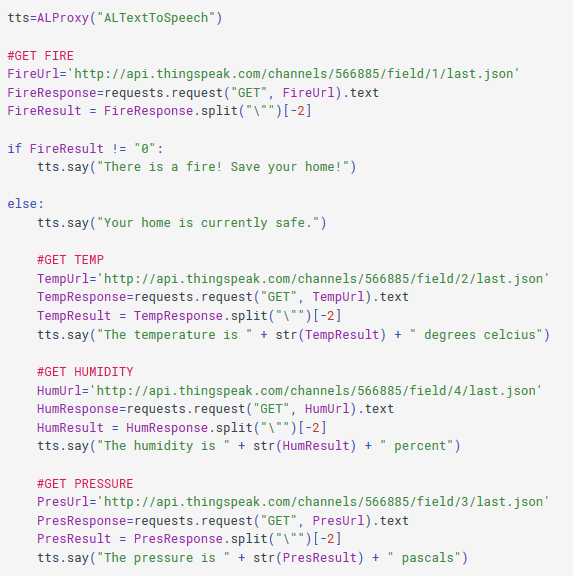 tts=ALProxy("ALTextToSpeech")
#GET FIRE
FireUrl='http://api.thingspeak.com/channels/566885/field/1/last.json'
FireResponse=requests.request("GET", FireUrl).text
FireResult = FireResponse.split("\"")[-2]
if FireResult != "0":
    tts.say("There is a fire! Save your home!")
else:
    tts.say("Your home is currently safe.")
    #GET TEMP
    TempUrl='http://api.thingspeak.com/channels/566885/field/2/last.json'
    TempResponse=requests.request("GET", TempUrl).text
    TempResult = TempResponse.split("\"")[-2]
    tts.say("The temperature is " + str(TempResult) + " degrees celcius")
    #GET HUMIDITY
    HumUrl='http://api.thingspeak.com/channels/566885/field/4/last.json'
    HumResponse=requests.request("GET", HumUrl).text
    HumResult = HumResponse.split("\"")[-2]
    tts.say("The humidity is " + str(HumResult) + " percent")
    #GET PRESSURE
    PresUrl='http://api.thingspeak.com/channels/566885/field/3/last.json'
    PresResponse=requests.request("GET", PresUrl).text
    PresResult = PresResponse.split("\"")[-2]
    tts.say("The pressure is " + str(PresResult) + " pascals")